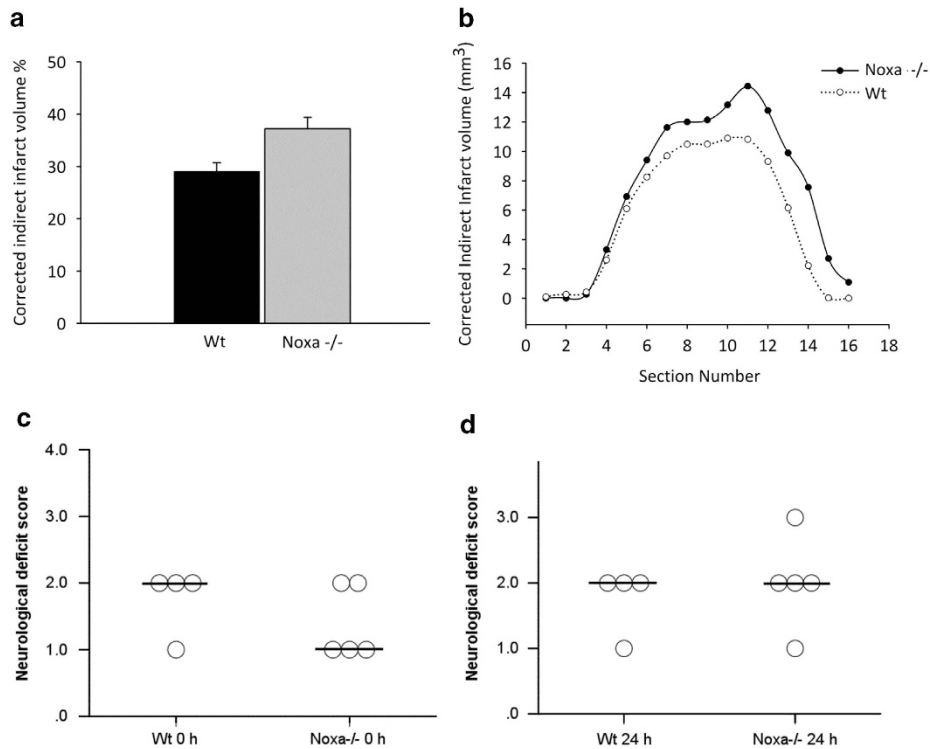 a
Corrected indirect infarct volume %
50
40
30
20
10
0
Wt
Noxa -/-
b
Corrected Indirect Infarct volume (mm³)
16
14
12
10
8
6
4
2
0
0 2 4 6 8 10 12 14 16 18
Section Number
Noxa -/-
Wt
c
Neurological deficit score
4.0
3.0
2.0
1.0
.0
Wt 0 h
Noxa-/- 0 h
d
Neurological deficit score
3.0
2.0
1.0
.0
Wt 24 h
Noxa-/- 24 h